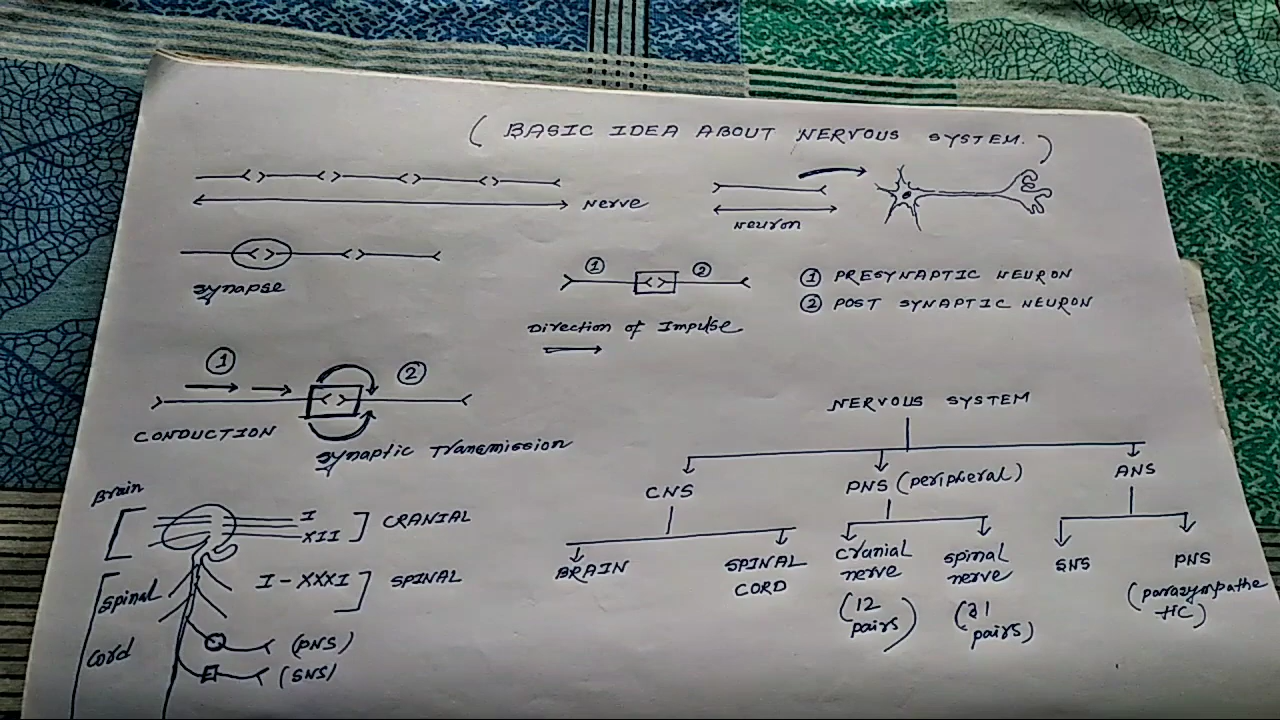 ( BASIC IDEA ABOUT NERVOUS SYSTEM. )
Nerve
Neuron
Synapse
① ②
① PRESYNAPTIC NEURON
② POST SYNAPTIC NEURON
Direction of Impulse
① ②
CONDUCTION
Synaptic Transmission
NERVOUS SYSTEM
CNS PNS (peripheral) ANS
BRAIN SPINAL CORD
cranial nerve (12 pairs)
spinal nerve (31 pairs)
SNS PNS (parasympathetic)
Brain
I
XII
CRANIAL
Spinal
I - XXXI
SPINAL
Cord
(PNS)
(SNS)